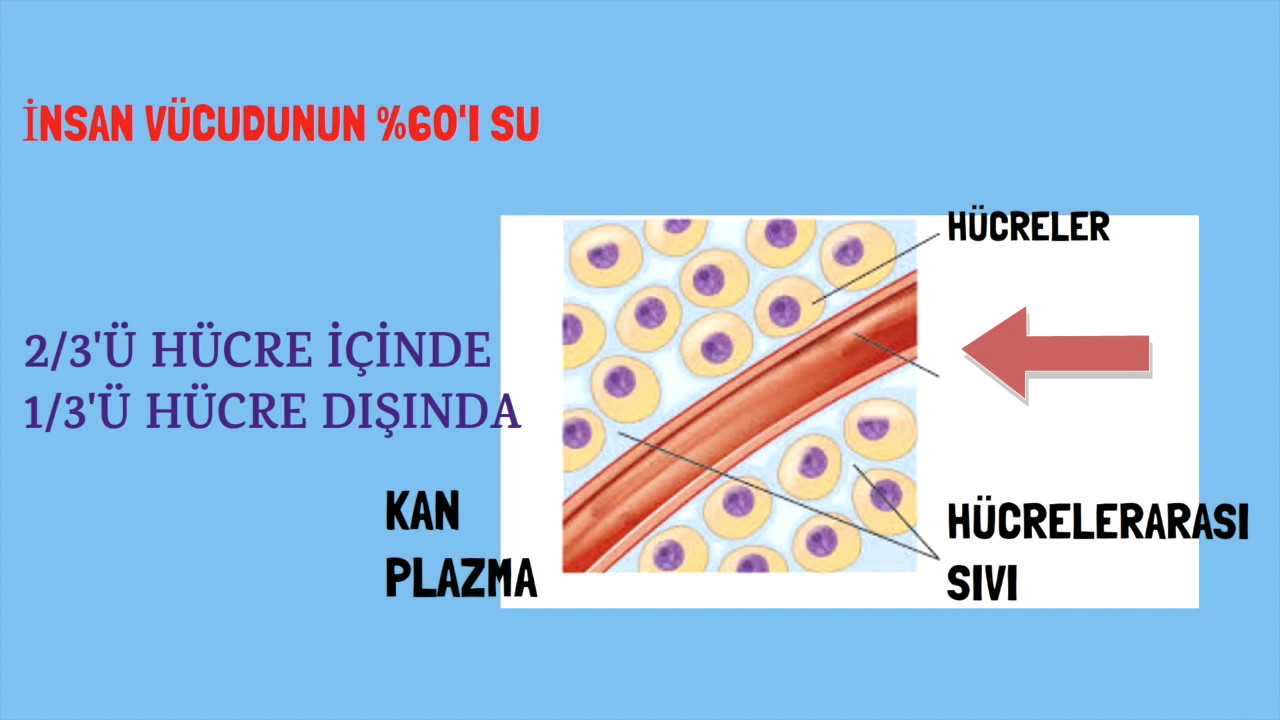 İNSAN VÜCUDUNUN %60'I SU
HÜCRELER
2/3'Ü HÜCRE İÇİNDE
1/3'Ü HÜCRE DIŞINDA
KAN
PLAZMA
HÜCRELERARASI
SIVI